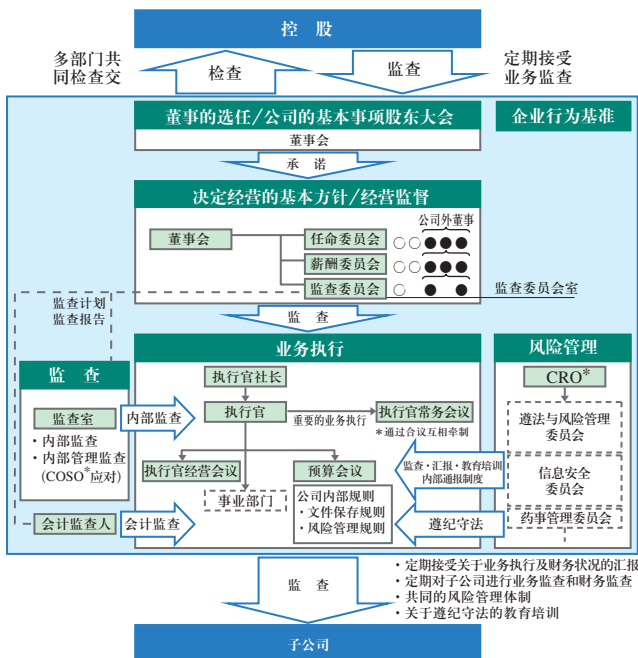 控 股
多部门共
同检查交
检查
监查
定期接受
业务监查
董事的选任/公司的基本事项股东大会
董事会
企业行为基准
承 诺
决定经营的基本方针/经营监督
公司外董事
董事会
任命委员会
薪酬委员会
监查委员会
监查委员会室
监查计划
监查报告
监 查
业务执行
风险管理
监 查
执行官社长
CRO*
监查室
内部监查
执行官
重要的业务执行
执行官常务会议
*通过合议互相牵制
遵法与风险管理
委员会
・内部监查
・内部管理监查
(COSO*应对)
执行官经营会议
预算会议
监查・汇报・教育培训
内部通报制度
信息安全
委员会
事业部门
公司内部规则
・文件保存规则
・风险管理规则
会计监查人
会计监查
遵纪守法
药事管理委员会
监 查
・定期接受关于业务执行及财务状况的汇报
・定期对子公司进行业务监查和财务监查
・共同的风险管理体制
・关于遵纪守法的教育培训
子公司